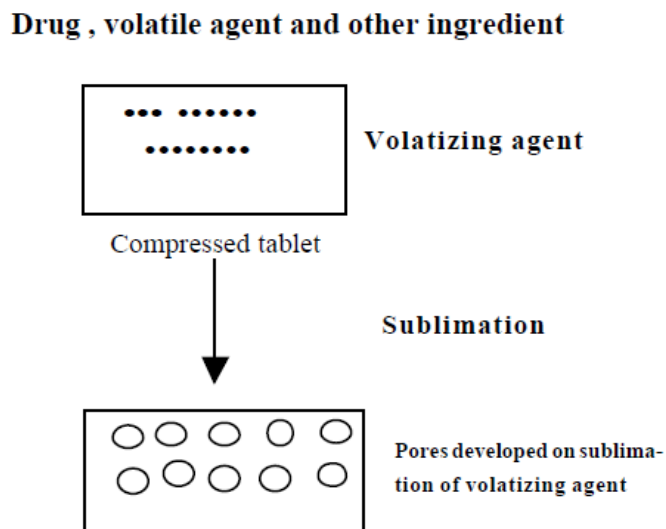 Drug , volatile agent and other ingredient
Volatizing agent
Compressed tablet
Sublimation
Pores developed on sublima-
tion of volatizing agent